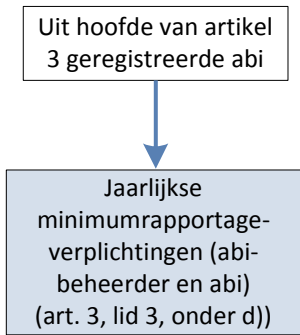 Uit hoofde van artikel
3 geregistreerde abi
Jaarlijkse
minimumrapportage-
verplichtingen (abi-
beheerder en abi)
(art. 3, lid 3, onder d))